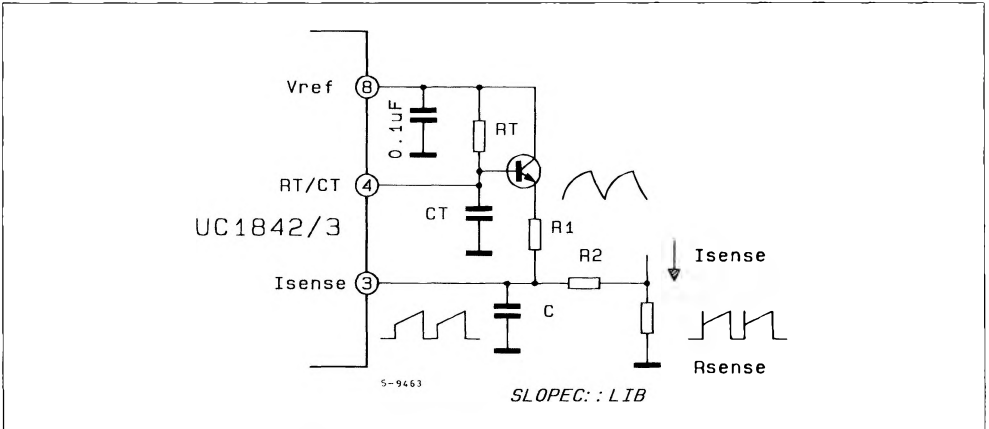 Vref 8
0.1uF
RT
RT/CT 4
CT
UC1842/3
R1
R2
Isense
Isense 3
C
Rsense
S-9463
SLOPEC::LIB